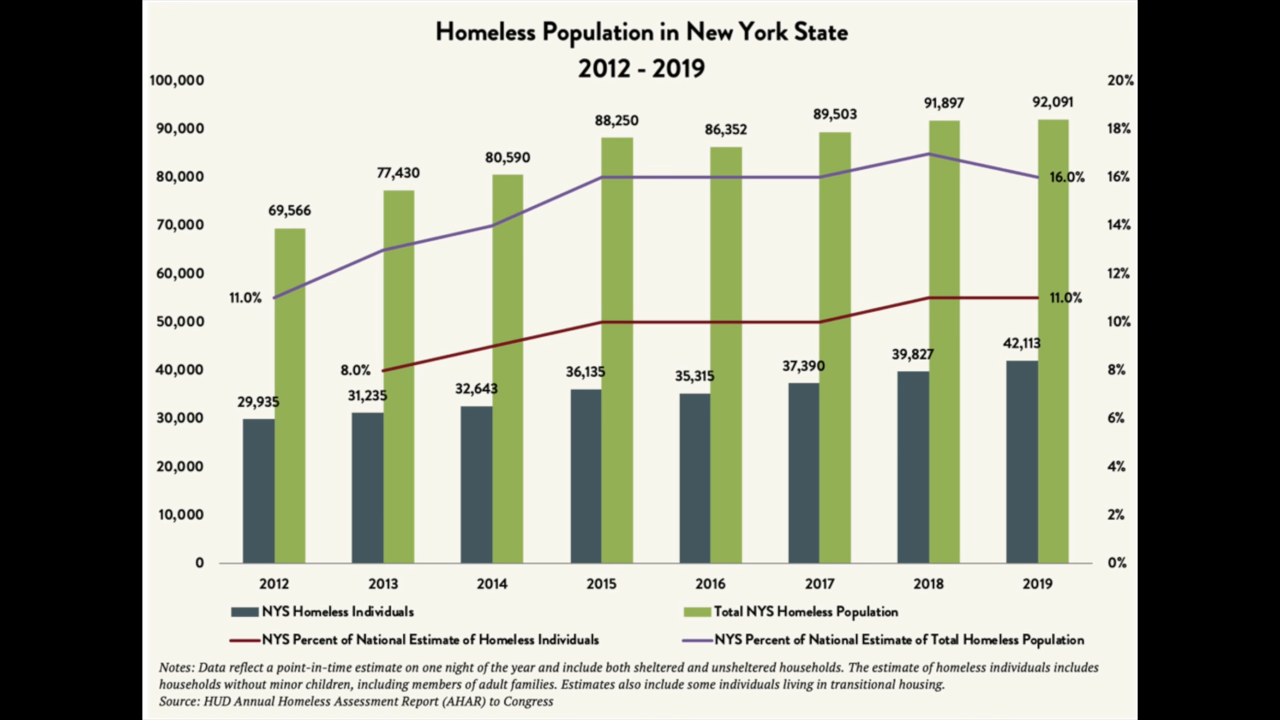 Homeless Population in New York State
2012 - 2019
100,000 20%
92,091
91,897
90,000 89,503 18%
88,250
86,352
80,590
80,000 16.0% 16%
77,430
70,000 69,566 14%
60,000 12%
11.0% 11.0%
50,000 10%
42,113
40,000 39,827 8.0% 8%
37,390
36,135
35,315
32,643
31,235
29,935
30,000 6%
20,000 4%
10,000 2%
0 0%
2012 2013 2014 2015 2016 2017 2018 2019
NYS Homeless Individuals Total NYS Homeless Population
NYS Percent of National Estimate of Homeless Individuals NYS Percent of National Estimate of Total Homeless Population
Notes: Data reflect a point-in-time estimate on one night of the year and include both sheltered and unsheltered households. The estimate of homeless individuals includes
households without minor children, including members of adult families. Estimates also include some individuals living in transitional housing.
Source: HUD Annual Homeless Assessment Report (AHAR) to Congress